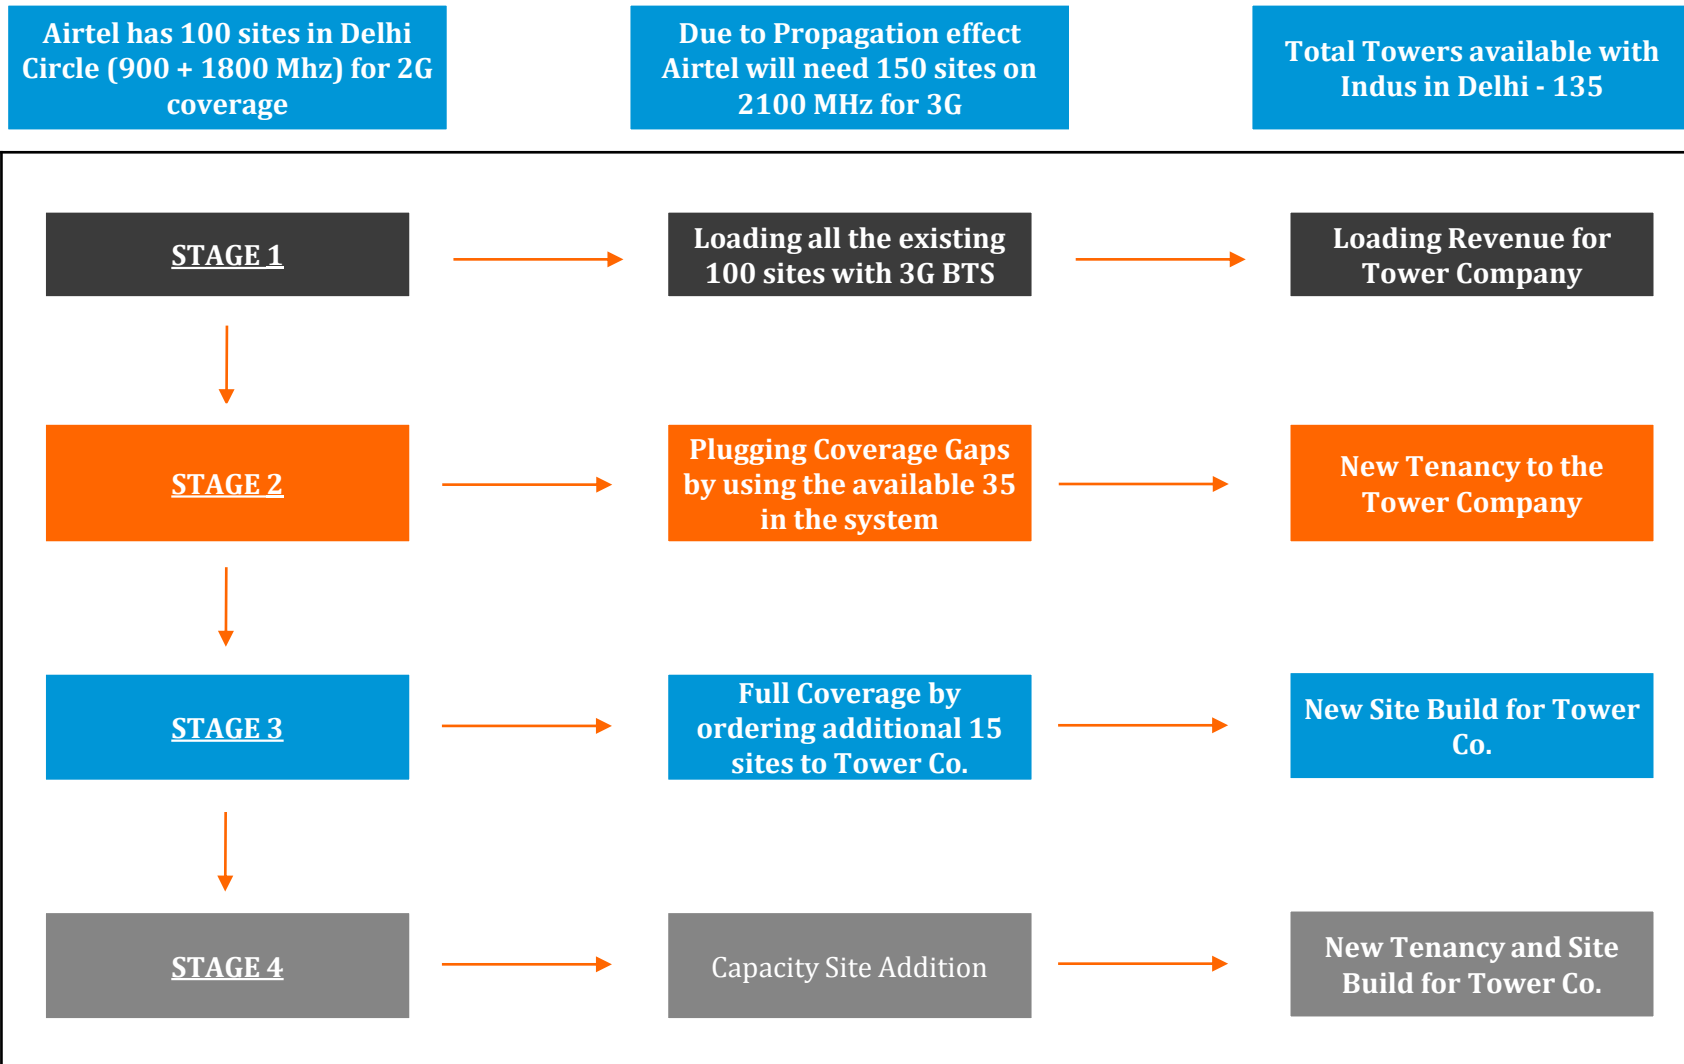 Airtel has 100 sites in Delhi
Circle (900 + 1800 Mhz) for 2G
coverage
Due to Propagation effect
Airtel will need 150 sites on
2100 MHz for 3G
Total Towers available with
Indus in Delhi - 135
STAGE 1
Loading all the existing
100 sites with 3G BTS
Loading Revenue for
Tower Company
STAGE 2
Plugging Coverage Gaps
by using the available 35
in the system
New Tenancy to the
Tower Company
STAGE 3
Full Coverage by
ordering additional 15
sites to Tower Co.
New Site Build for Tower
Co.
STAGE 4
Capacity Site Addition
New Tenancy and Site
Build for Tower Co.